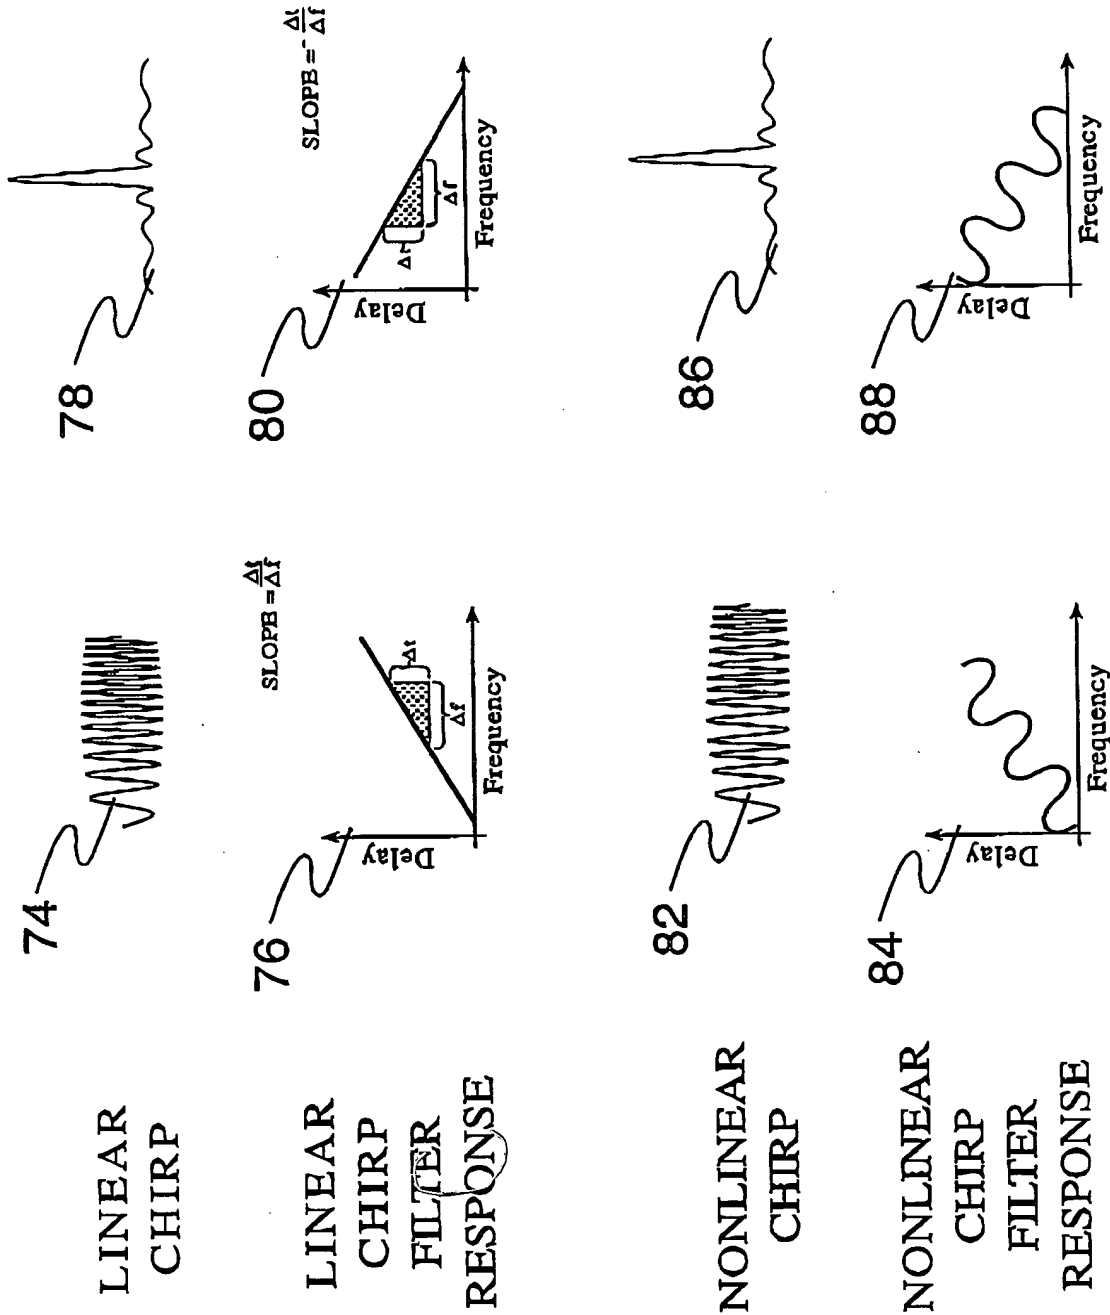 LINEAR
CHIRP
74
78
LINEAR
CHIRP
FILTER
RESPONSE
76
Delay
SLOPE = Δt/Δf
Δt
Δf
Frequency
80
Delay
SLOPE = - Δt/Δf
Δt
Δf
Frequency
NONLINEAR
CHIRP
82
86
NONLINEAR
CHIRP
FILTER
RESPONSE
84
Delay
Frequency
88
Delay
Frequency